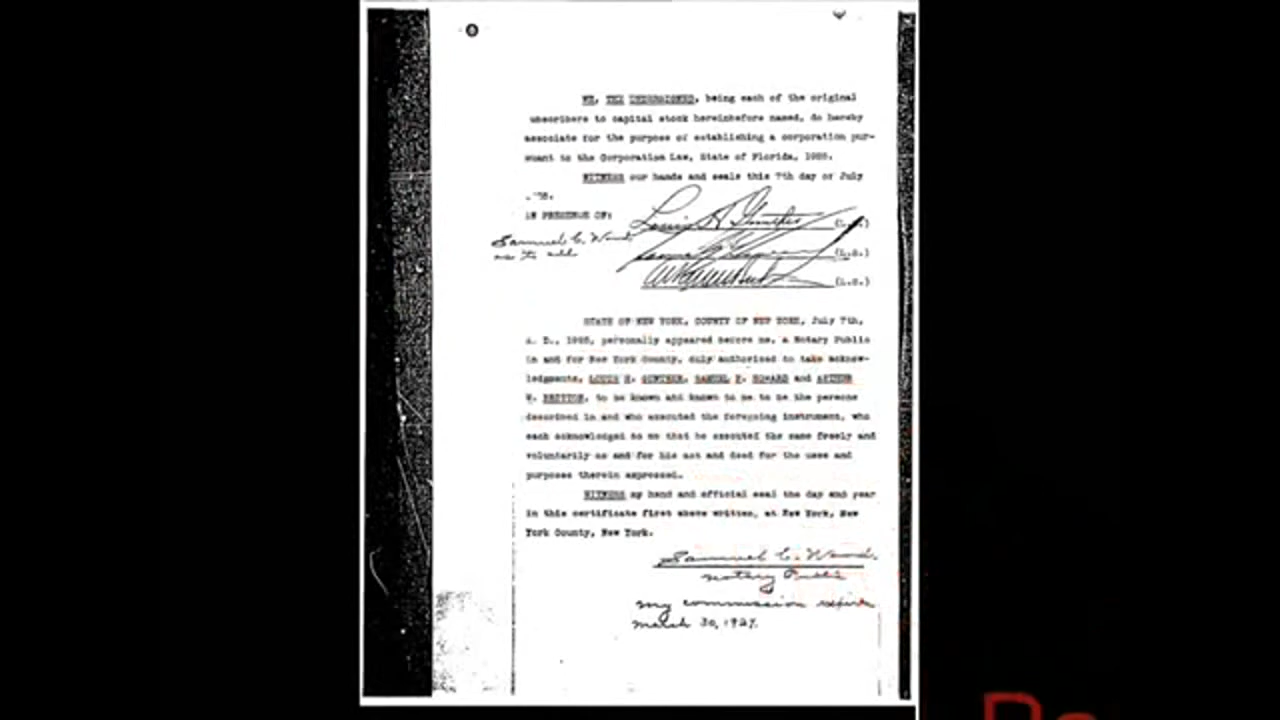 WE, THE UNDERSIGNED, being each of the original
ubscribers to capital stock hereinbefore named, do hereby
associate for the purpose of establishing a corporation pur-
suant to the Corporation Law, State of Florida, 1925.
WITNESS our hands and seals this 7th day of July
IN PRESENCE OF:
Samuel C. Wood
as to all
(L.S.)
(L.S.)
(L.S.)
STATE OF NEW YORK, COUNTY OF NEW YORK, July 7th,
A. D., 1925, personally appeared before me, a Notary Public
in and for New York County, duly authorized to take acknow-
ledgments, LOUIS H. GUNTHER, SAMUEL F. HOWARD and ARTHUR
W. BRITTON, to me known and known to me to be the persons
described in and who executed the foregoing instrument, who
each acknowledged to me that he executed the same freely and
voluntarily as and for his act and deed for the uses and
purposes therein expressed.
WITNESS my hand and official seal the day and year
in this certificate first above written, at New York, New
York County, New York.
Samuel C. Wood.
Notary Public
My commission expires
March 30, 1927.